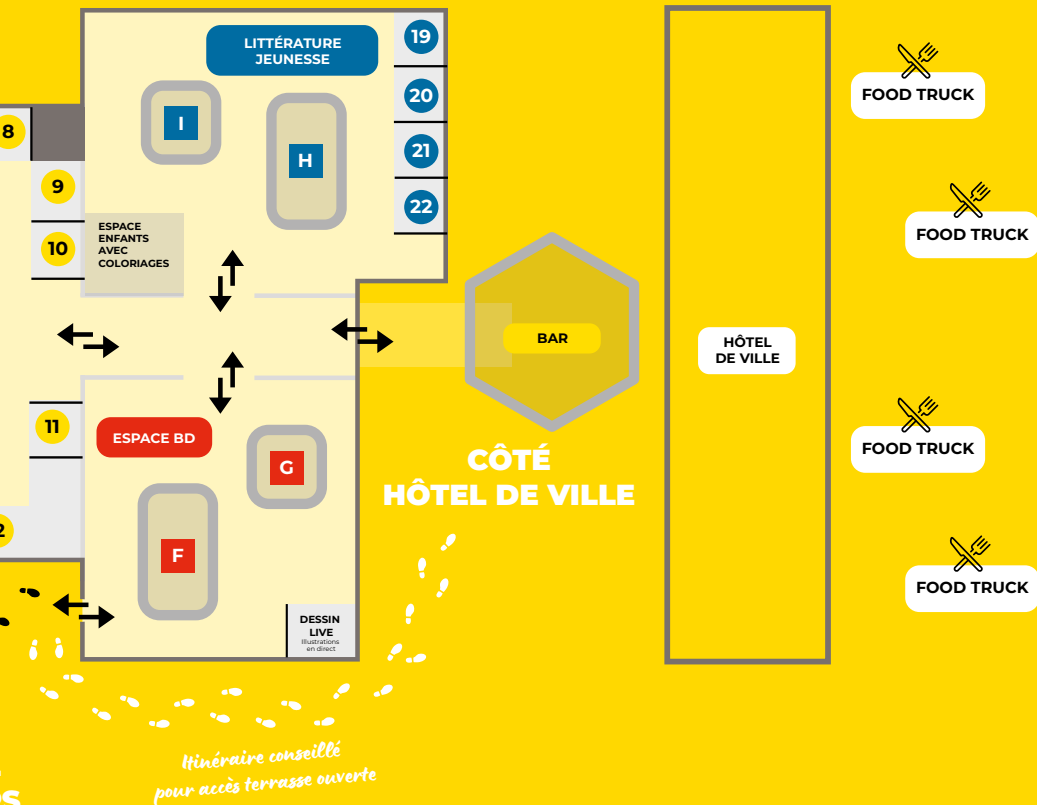 LITTÉRATURE
JEUNESSE
19
20
21
22
I
H
8
9
10
ESPACE
ENFANTS
AVEC
COLORIAGES
FOOD TRUCK
FOOD TRUCK
BAR
HÔTEL
DE VILLE
11
ESPACE BD
G
F
CÔTÉ
HÔTEL DE VILLE
FOOD TRUCK
FOOD TRUCK
DESSIN
LIVE
Illustrations
en direct
Itinéraire conseillé
pour accès terrasse ouverte